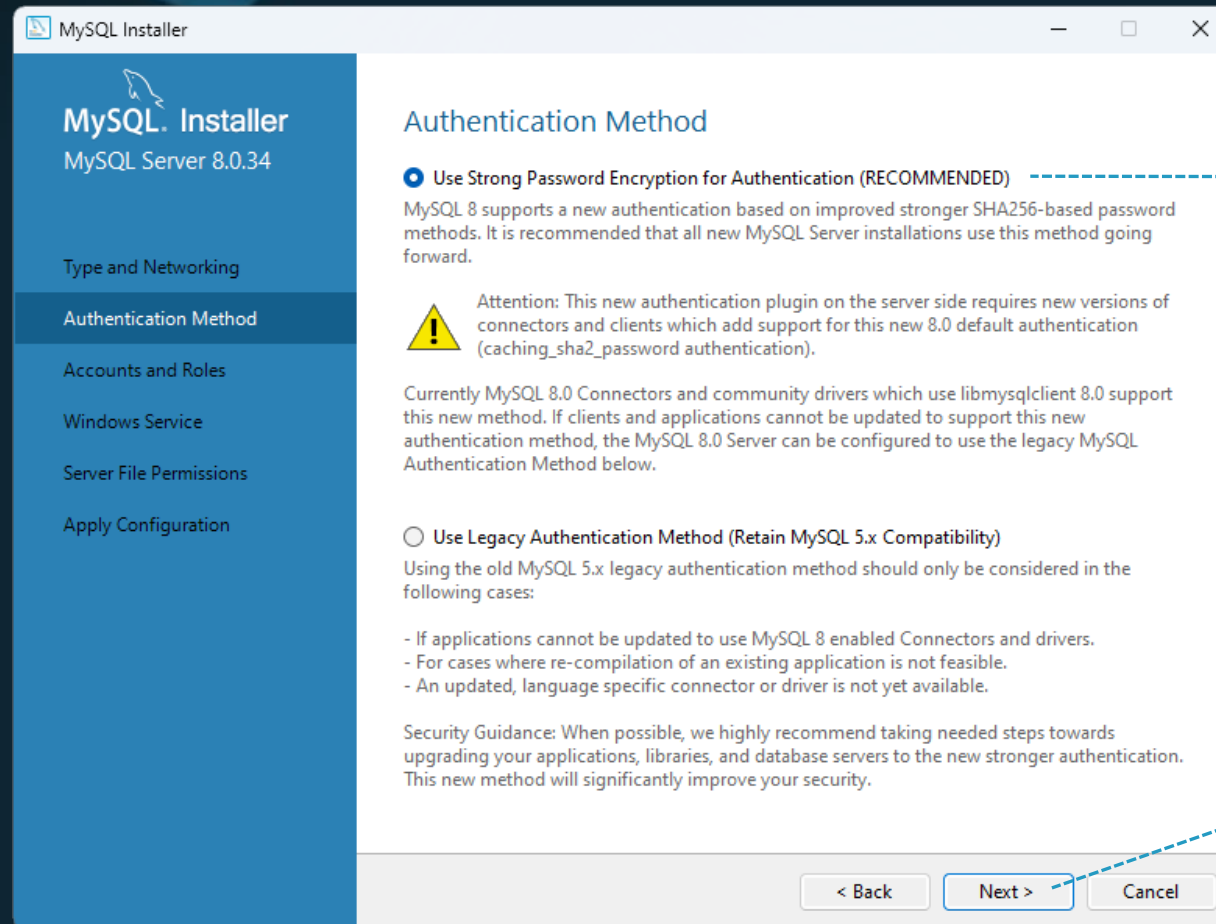 MySQL Installer
MySQL. Installer
MySQL Server 8.0.34
Type and Networking
Authentication Method
Accounts and Roles
Windows Service
Server File Permissions
Apply Configuration
Authentication Method
Use Strong Password Encryption for Authentication (RECOMMENDED)
MySQL 8 supports a new authentication based on improved stronger SHA256-based password
methods. It is recommended that all new MySQL Server installations use this method going
forward.
Attention: This new authentication plugin on the server side requires new versions of
connectors and clients which add support for this new 8.0 default authentication
(caching_sha2_password authentication).
Currently MySQL 8.0 Connectors and community drivers which use libmysqlclient 8.0 support
this new method. If clients and applications cannot be updated to support this new
authentication method, the MySQL 8.0 Server can be configured to use the legacy MySQL
Authentication Method below.
Use Legacy Authentication Method (Retain MySQL 5.x Compatibility)
Using the old MySQL 5.x legacy authentication method should only be considered in the
following cases:
- If applications cannot be updated to use MySQL 8 enabled Connectors and drivers.
- For cases where re-compilation of an existing application is not feasible.
- An updated, language specific connector or driver is not yet available.
Security Guidance: When possible, we highly recommend taking needed steps towards
upgrading your applications, libraries, and database servers to the new stronger authentication.
This new method will significantly improve your security.
< Back
Next >
Cancel